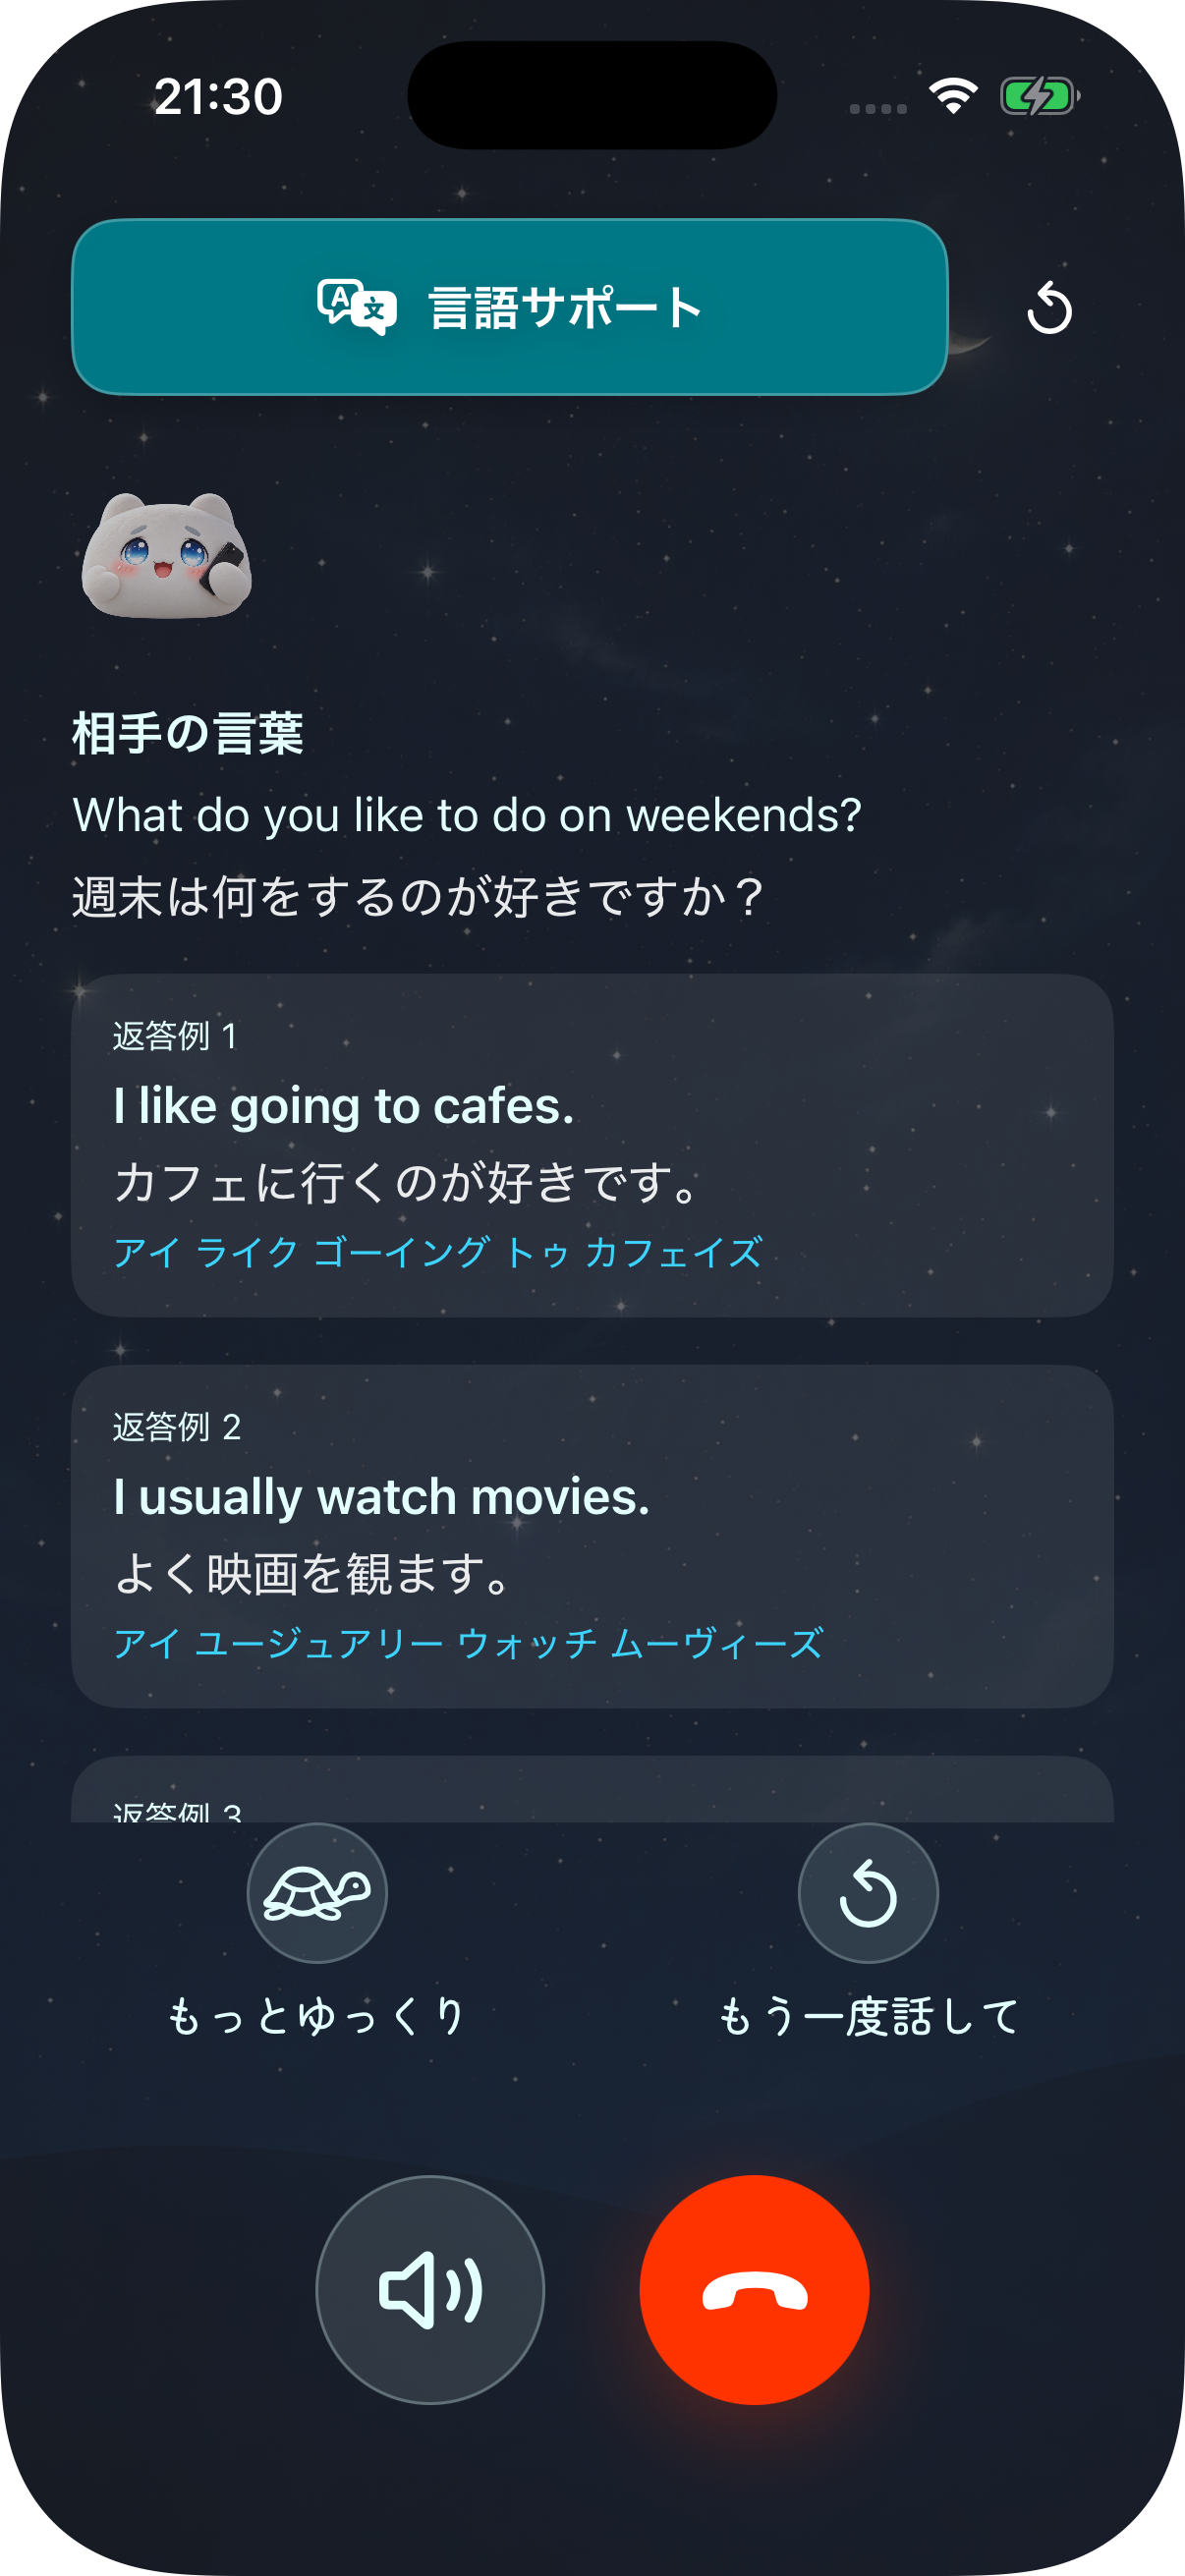 21:30
A 文 言語サポート
相手の言葉
What do you like to do on weekends?
週末は何をするのが好きですか？
返答例 1
I like going to cafes.
カフェに行くのが好きです。
アイ ライク ゴーイング トゥ カフェイズ
返答例 2
I usually watch movies.
よく映画を観ます。
アイ ユージュアリー ウォッチ ムーヴィーズ
返答例 3
もっとゆっくり
もう一度話して